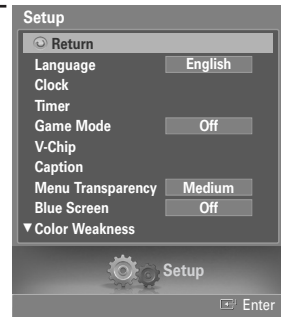 Setup
Return
Language English
Clock
Timer
Game Mode Off
V-Chip
Caption
Menu Transparency Medium
Blue Screen Off
▼Color Weakness
Setup
Enter